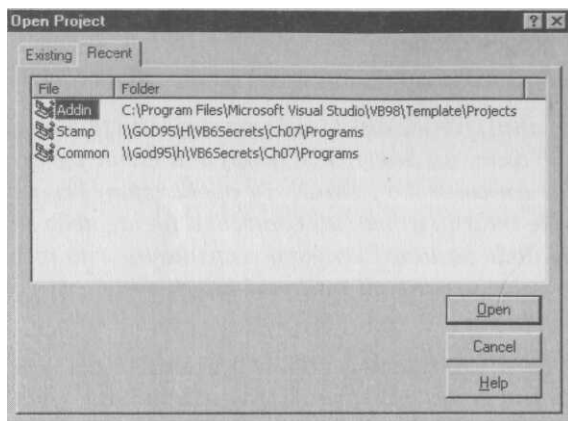 Open Project
Existing Recent
File Folder
Addin C:\Program Files\Microsoft Visual Studio\VB98\Template\Projects
Stamp \\GOD95\H\VB6Secrets\Ch07\Programs
Common \\God95\h\VB6Secrets\Ch07\Programs
Open
Cancel
Help